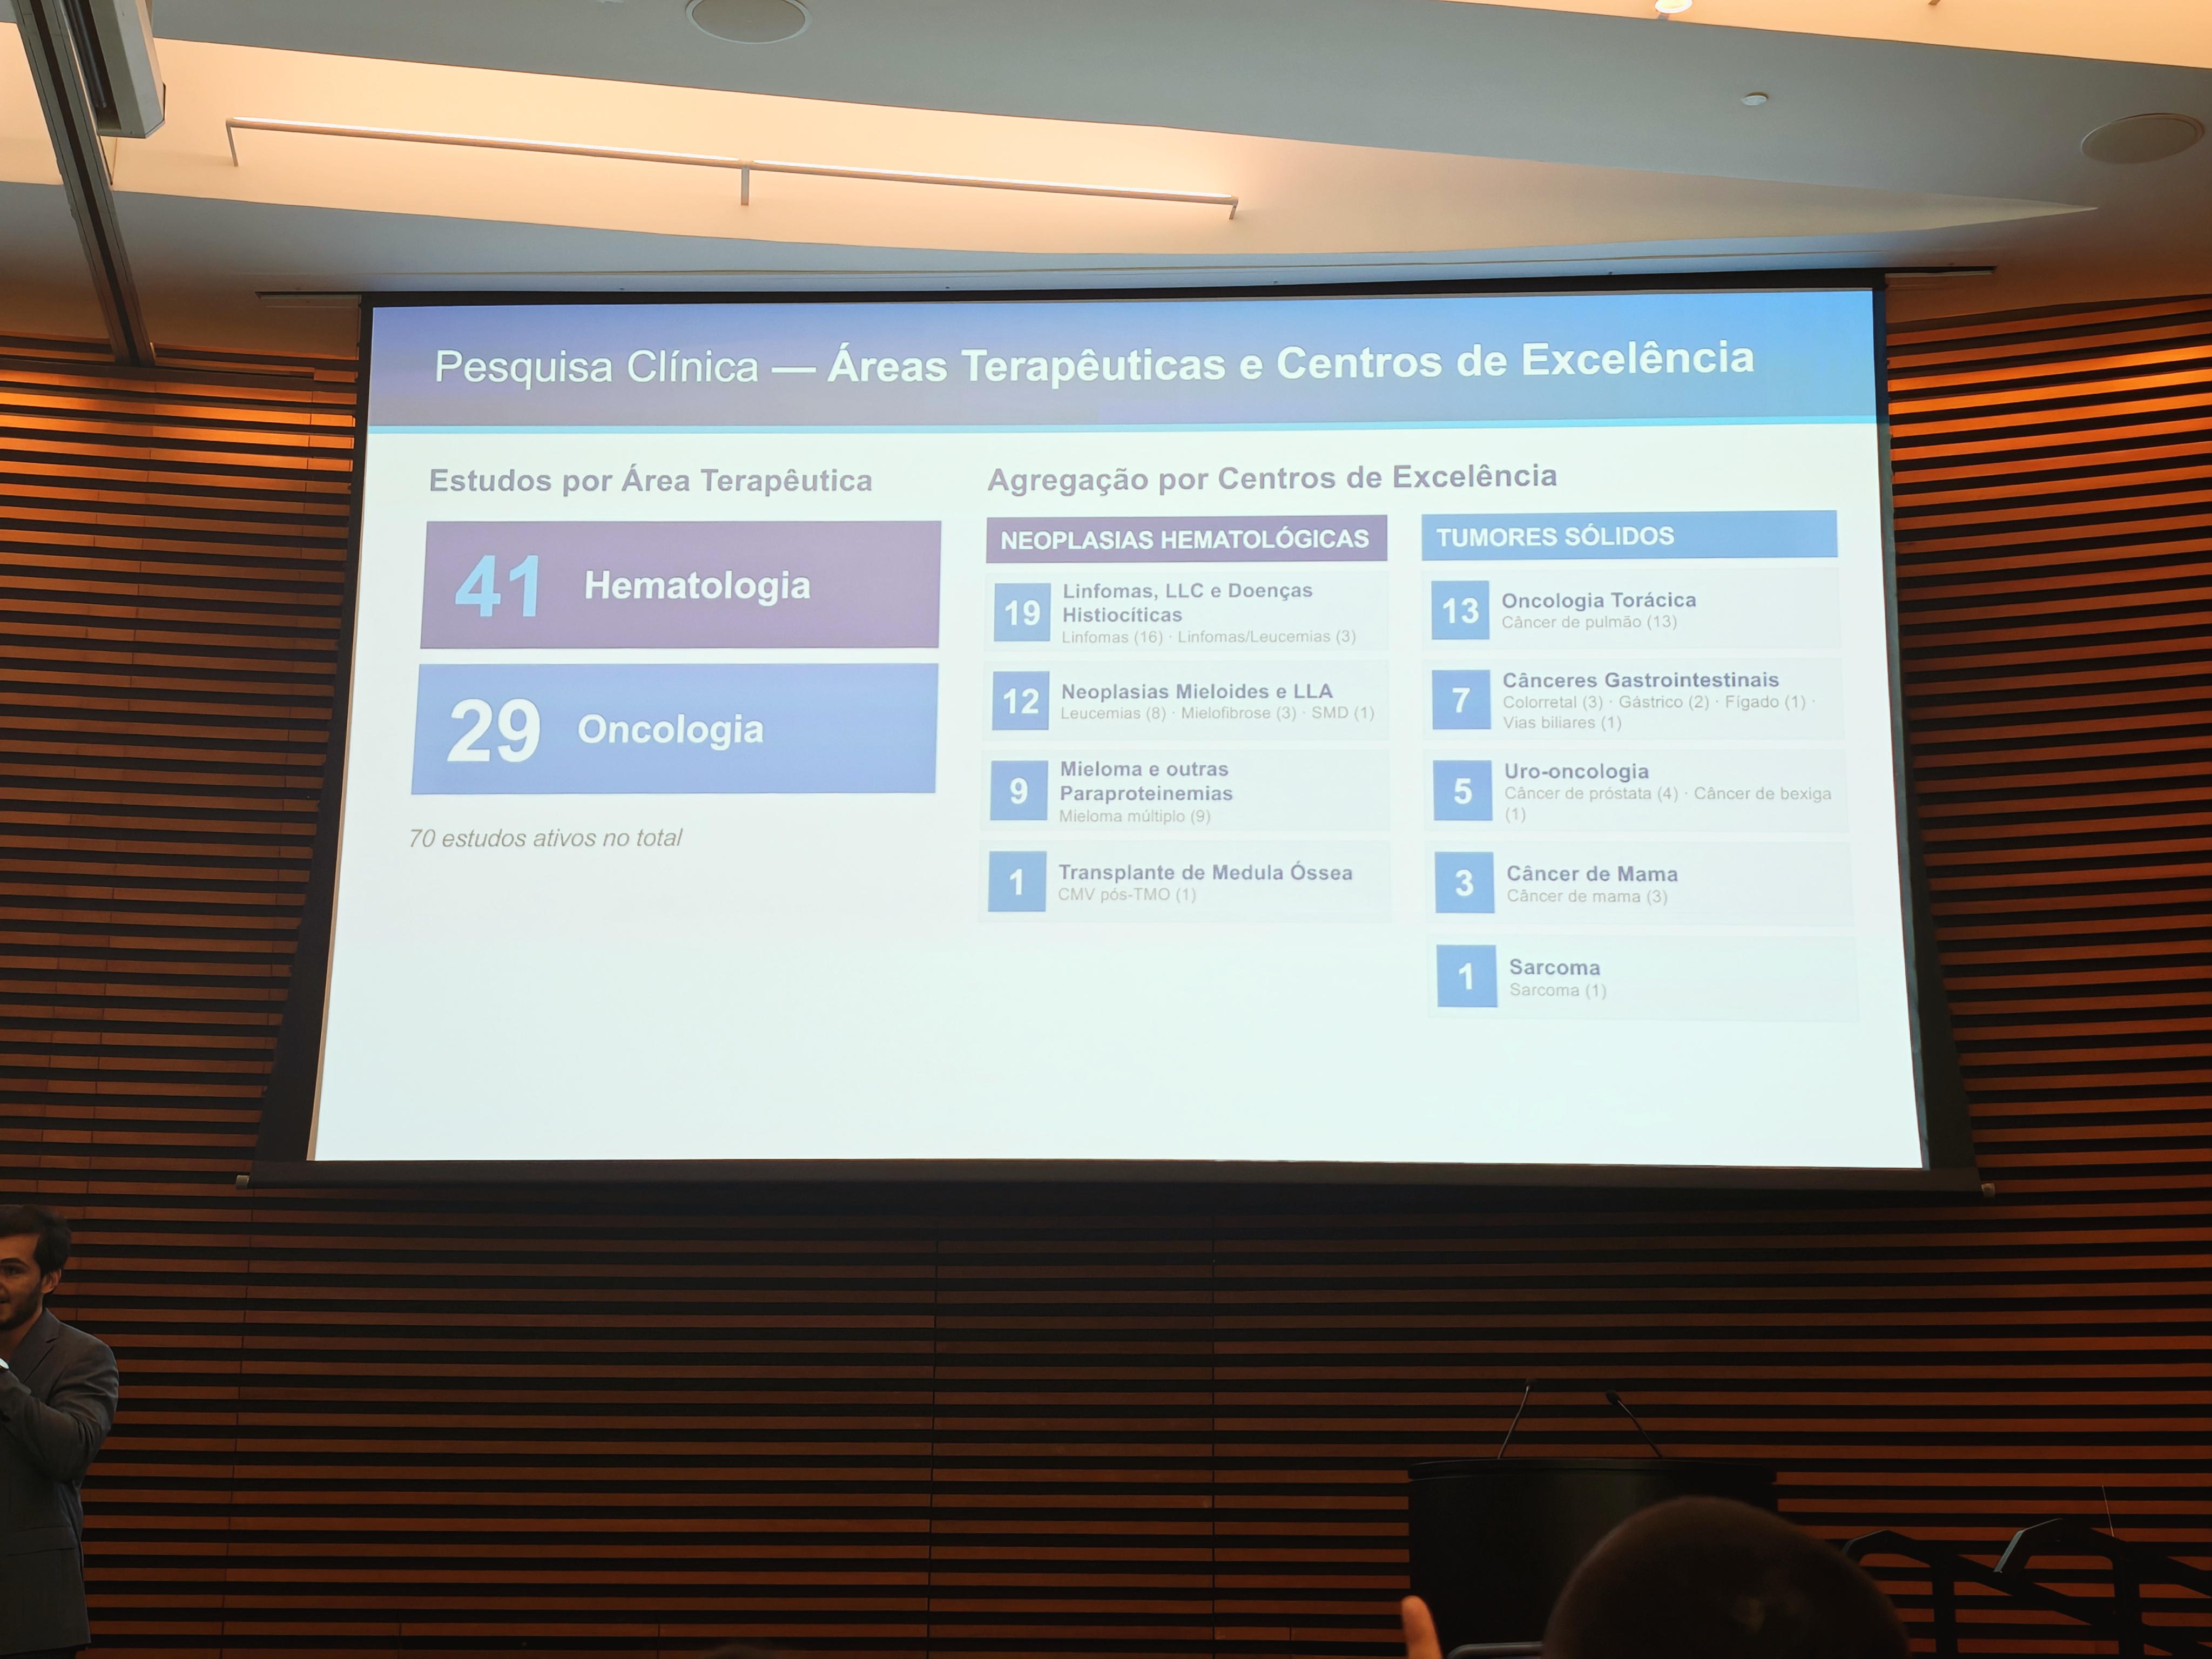 Pesquisa Clínica — Áreas Terapêuticas e Centros de Excelência
Estudos por Área Terapêutica
41 Hematologia
29 Oncologia
70 estudos ativos no total
Agregação por Centros de Excelência
NEOPLASIAS HEMATOLÓGICAS
19
Linfomas, LLC e Doenças
Histiocíticas
Linfomas (16) · Linfomas/Leucemias (3)
12
Neoplasias Mieloides e LLA
Leucemias (8) · Mielofibrose (3) · SMD (1)
9
Mieloma e outras
Paraproteinemias
Mieloma múltiplo (9)
1
Transplante de Medula Óssea
CMV pós-TMO (1)
TUMORES SÓLIDOS
13
Oncologia Torácica
Câncer de pulmão (13)
7
Cânceres Gastrointestinais
Colorretal (3) · Gástrico (2) · Fígado (1) ·
Vias biliares (1)
5
Uro-oncologia
Câncer de próstata (4) · Câncer de bexiga
(1)
3
Câncer de Mama
Câncer de mama (3)
1
Sarcoma
Sarcoma (1)